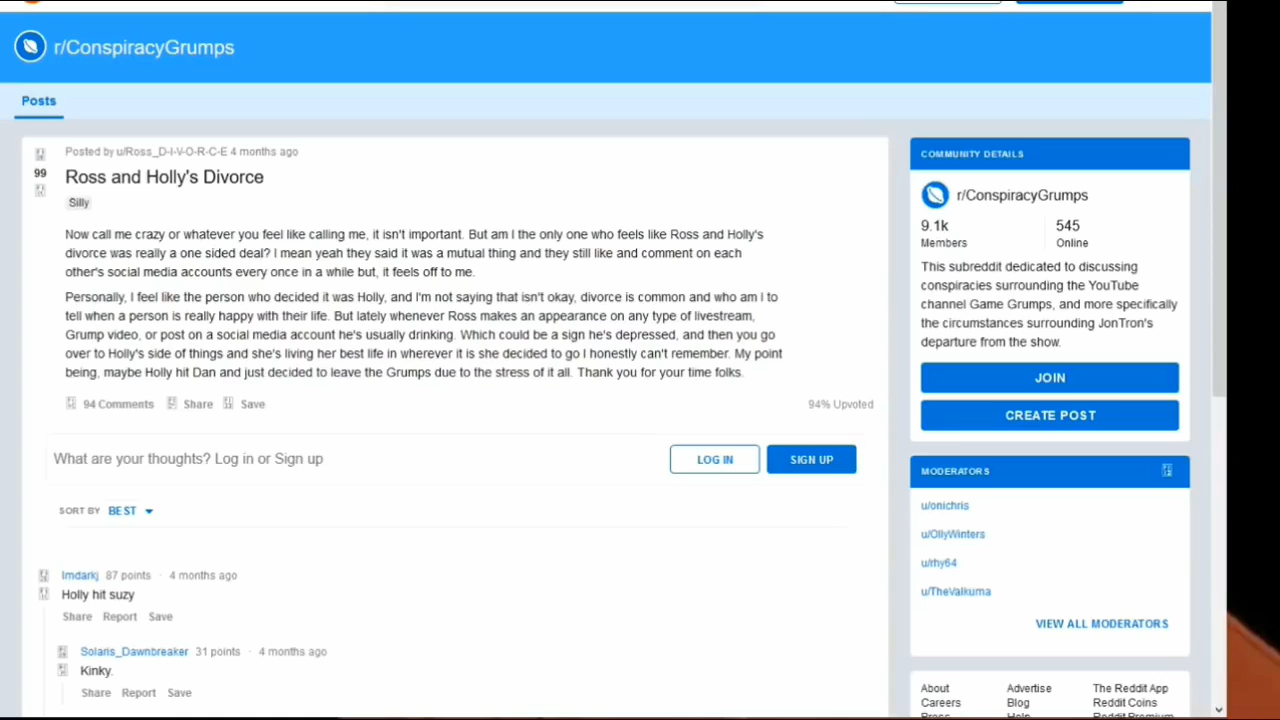 r/ConspiracyGrumps
Posts
Posted by u/Ross_D-I-V-O-R-C-E 4 months ago
99
Ross and Holly's Divorce
Silly
Now call me crazy or whatever you feel like calling me, it isn't important. But am I the only one who feels like Ross and Holly's
divorce was really a one sided deal? I mean yeah they said it was a mutual thing and they still like and comment on each
other's social media accounts every once in a while but, it feels off to me.
Personally, I feel like the person who decided it was Holly, and I'm not saying that isn't okay, divorce is common and who am I to
tell when a person is really happy with their life. But lately whenever Ross makes an appearance on any type of livestream,
Grump video, or post on a social media account he's usually drinking. Which could be a sign he's depressed, and then you go
over to Holly's side of things and she's living her best life in wherever it is she decided to go I honestly can't remember. My point
being, maybe Holly hit Dan and just decided to leave the Grumps due to the stress of it all. Thank you for your time folks.
94 Comments Share Save 94% Upvoted
What are your thoughts? Log in or Sign up LOG IN SIGN UP
SORT BY BEST
Imdarkj 87 points · 4 months ago
Holly hit suzy
Share Report Save
Solaris_Dawnbreaker 31 points · 4 months ago
Kinky.
Share Report Save
COMMUNITY DETAILS
r/ConspiracyGrumps
9.1k 545
Members Online
This subreddit dedicated to discussing
conspiracies surrounding the YouTube
channel Game Grumps, and more specifically
the circumstances surrounding JonTron's
departure from the show.
JOIN
CREATE POST
MODERATORS
u/onichris
u/OllyWinters
u/rhy64
u/TheValkuma
VIEW ALL MODERATORS
About Advertise The Reddit App
Careers Blog Reddit Coins
Press Help Reddit Premium